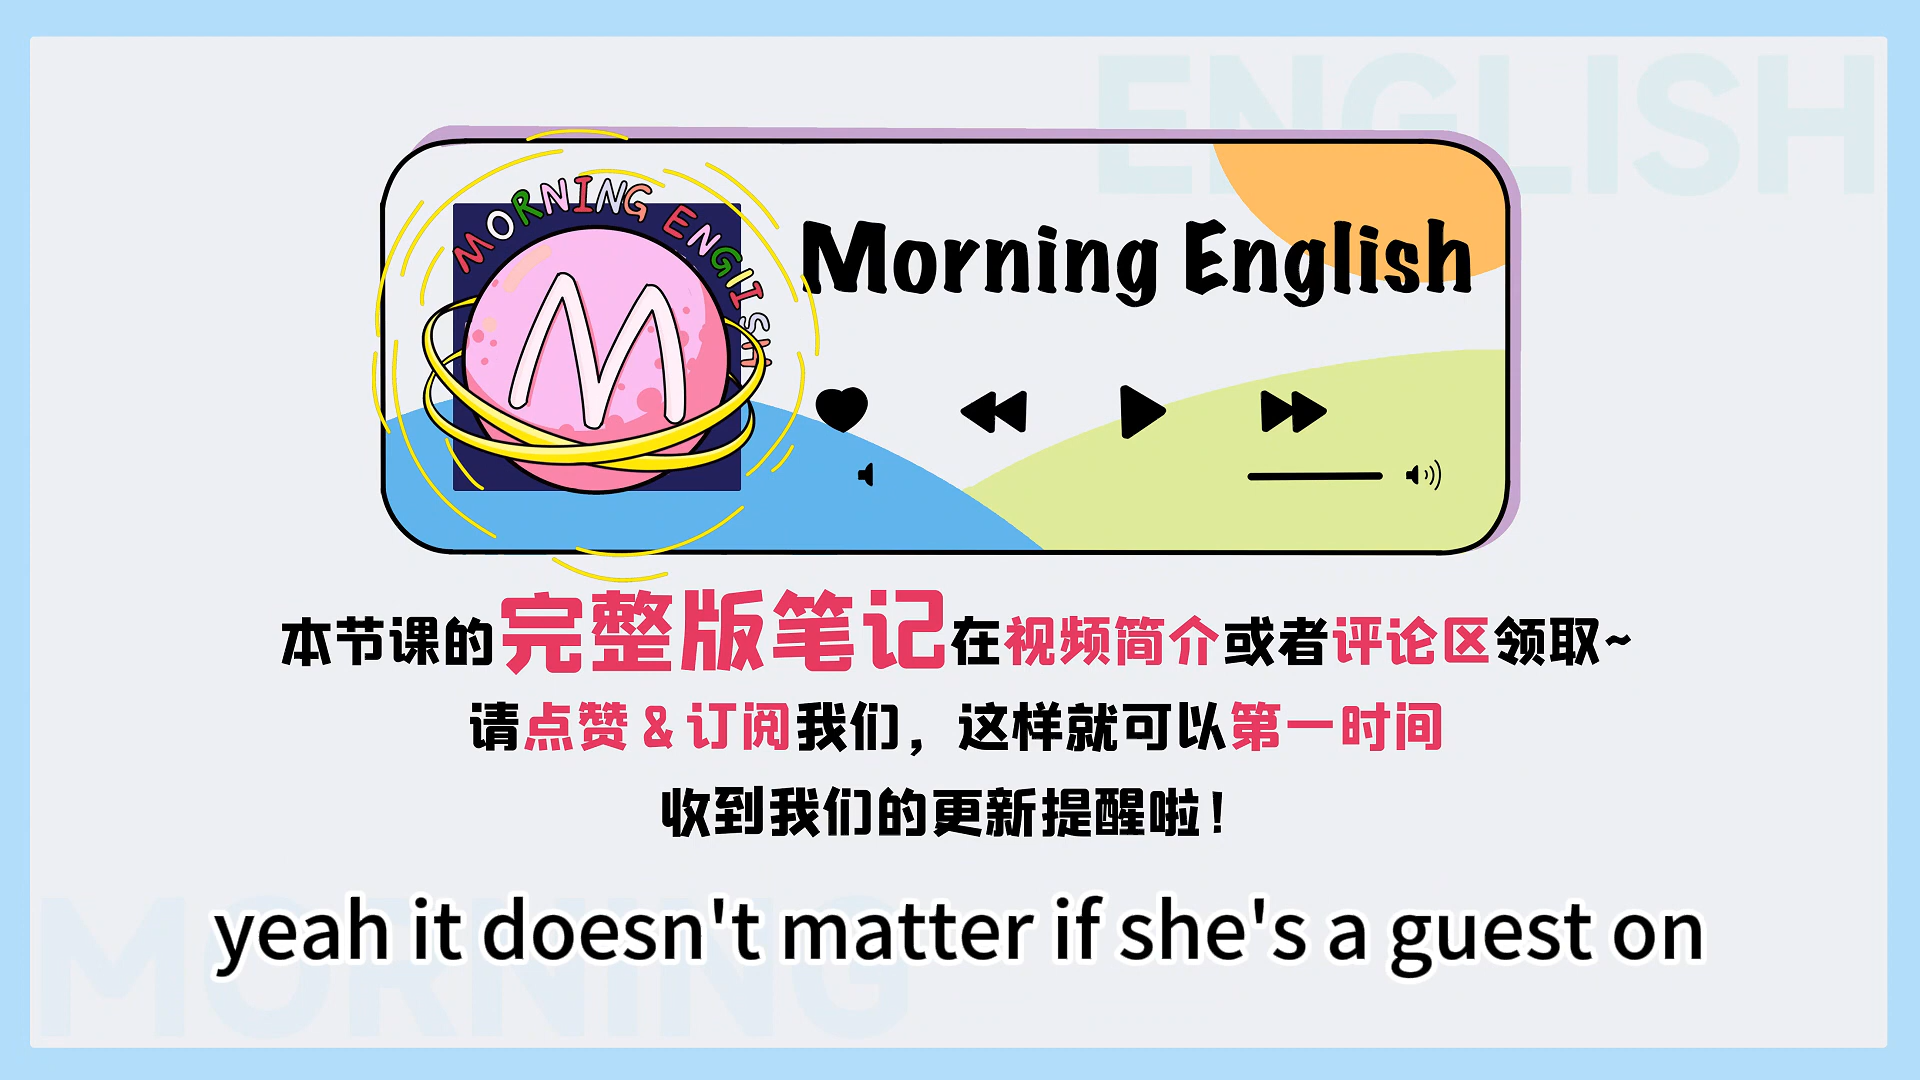 ENGLISH
MORNING ENGLISH
M
Morning English
本节课的完整版笔记在视频简介或者评论区领取~
请点赞&订阅我们，这样就可以第一时间
收到我们的更新提醒啦！
MORNING
yeah it doesn't matter if she's a guest on